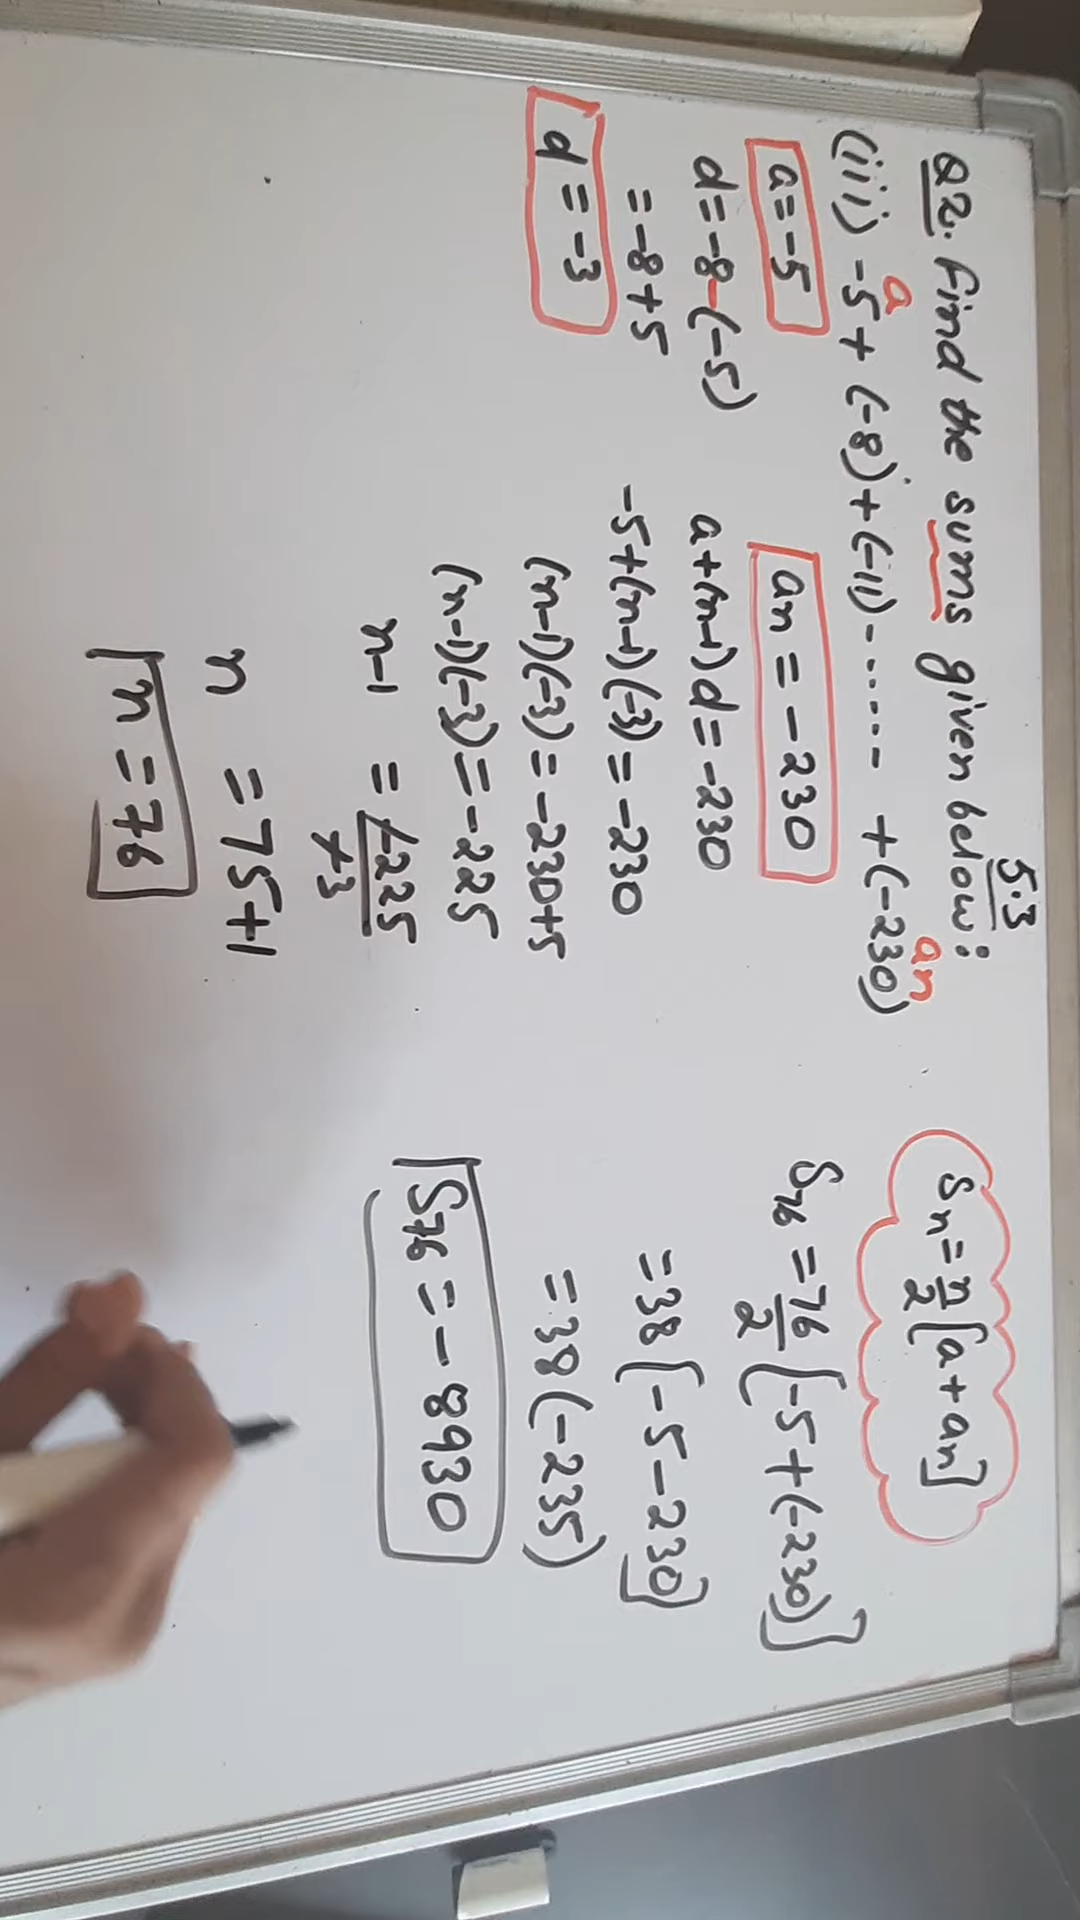 5.3
Q2. Find the sums given below:
a an
(iii) -5 + (-8) + (-11) ------ + (-230)
a = -5
d = -8 - (-5)
= -8 + 5
d = -3
an = -230
a + (n-1) d = -230
-5 + (n-1) (-3) = -230
(n-1) (-3) = -230 + 5
(n-1) (-3) = -225
n-1 = -225/-3
n = 75 + 1
n = 76
Sn = n/2 [a + an]
S76 = 76/2 [-5 + (-230)]
= 38 [-5 - 230]
= 38 (-235)
S76 = -8930